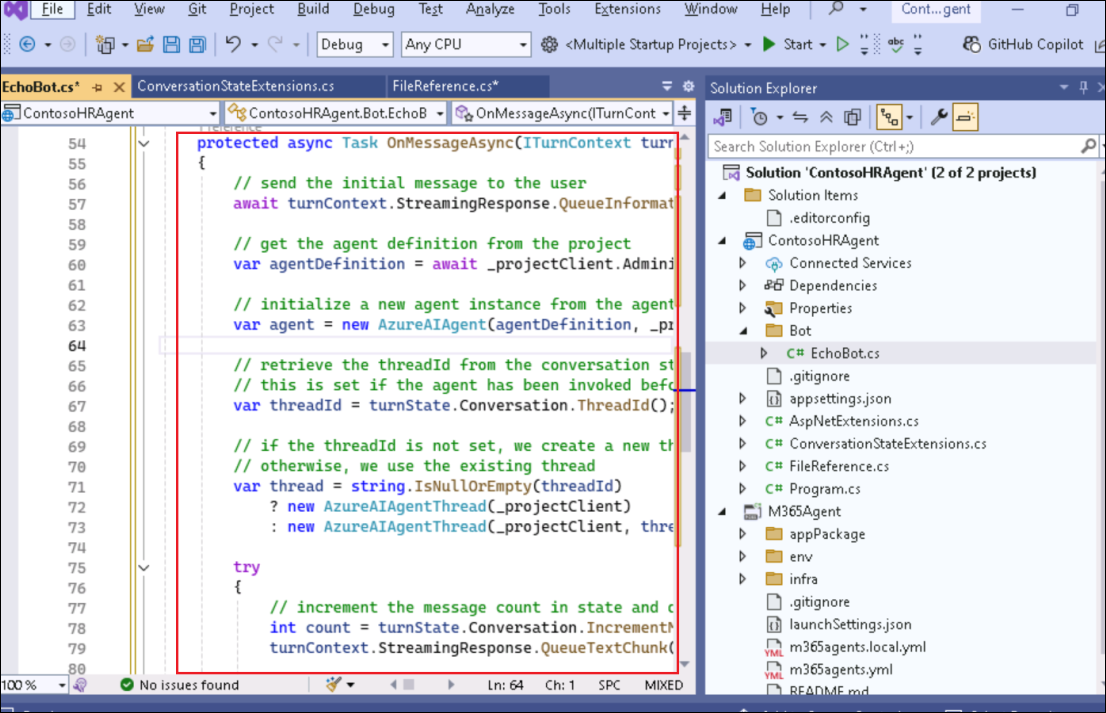 File Edit View Git Project Build Debug Test Analyze Tools Extensions Window Help Cont...gent
Debug Any CPU <Multiple Startup Projects> Start abc GitHub Copilot
EchoBot.cs* ConversationStateExtensions.cs FileReference.cs*
ContosoHRAgent ContosoHRAgent.Bot.EchoB OnMessageAsync(ITurnCont
54 protected async Task OnMessageAsync(ITurnContext turn
55 {
56 // send the initial message to the user
57 await turnContext.StreamingResponse.QueueInformat
58
59 // get the agent definition from the project
60 var agentDefinition = await _projectClient.Admini
61
62 // initialize a new agent instance from the agent
63 var agent = new AzureAIAgent(agentDefinition, _pr
64
65 // retrieve the threadId from the conversation st
66 // this is set if the agent has been invoked befo
67 var threadId = turnState.Conversation.ThreadId();
68
69 // if the threadId is not set, we create a new th
70 // otherwise, we use the existing thread
71 var thread = string.IsNullOrEmpty(threadId)
72 ? new AzureAIAgentThread(_projectClient)
73 : new AzureAIAgentThread(_projectClient, thre
74
75 try
76 {
77 // increment the message count in state and
78 int count = turnState.Conversation.Increment
79 turnContext.StreamingResponse.QueueTextChunk(
80
100 % No issues found Ln: 64 Ch: 1 SPC MIXED
Solution Explorer
Search Solution Explorer (Ctrl+;)
Solution 'ContosoHRAgent' (2 of 2 projects)
Solution Items
.editorconfig
ContosoHRAgent
Connected Services
Dependencies
Properties
Bot
C# EchoBot.cs
.gitignore
appsettings.json
C# AspNetExtensions.cs
C# ConversationStateExtensions.cs
C# FileReference.cs
C# Program.cs
M365Agent
appPackage
env
infra
.gitignore
launchSettings.json
YML m365agents.local.yml
YML m365agents.yml
README.md